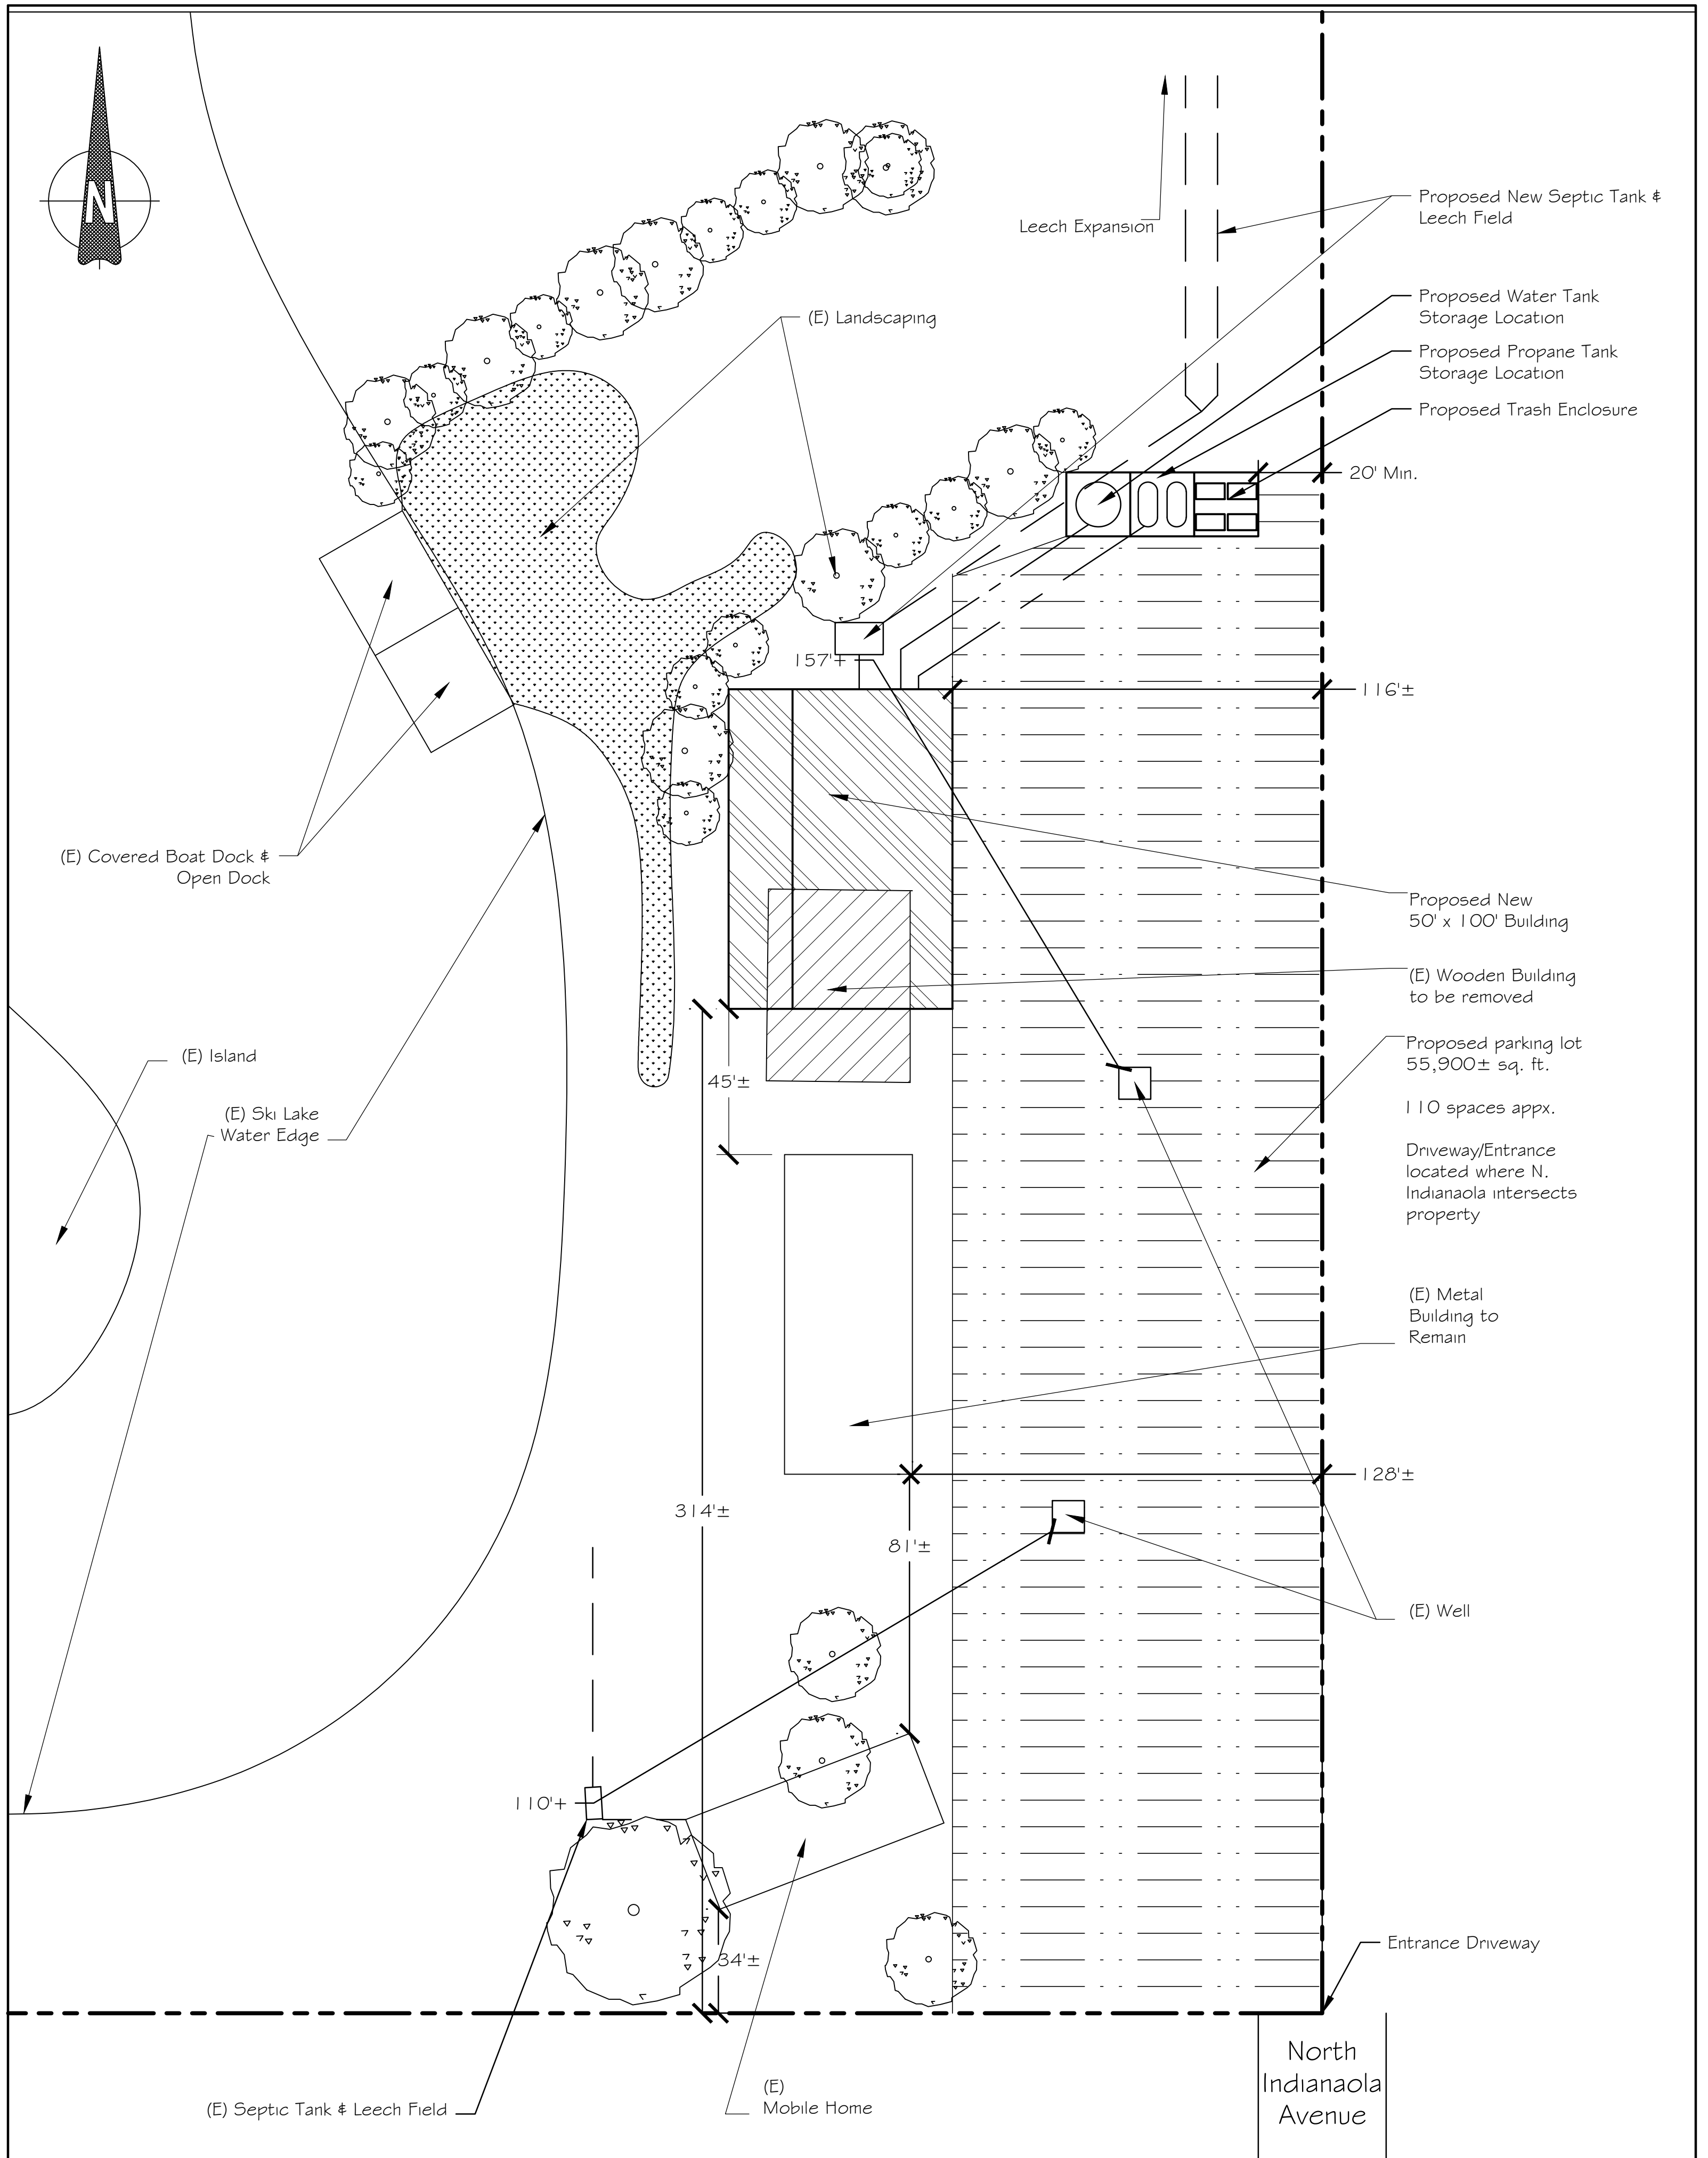 N
Leech Expansion
Proposed New Septic Tank &
Leech Field
Proposed Water Tank
Storage Location
(E) Landscaping
Proposed Propane Tank
Storage Location
Proposed Trash Enclosure
20' Min.
157'+
116'±
(E) Covered Boat Dock &
Open Dock
Proposed New
50' x 100' Building
(E) Wooden Building
to be removed
(E) Island
Proposed parking lot
55,900± sq. ft.
110 spaces appx.
45'±
(E) Ski Lake
Water Edge
Driveway/Entrance
located where N.
Indianaola intersects
property
(E) Metal
Building to
Remain
128'±
314'±
81'±
(E) Well
110'+
34'±
Entrance Driveway
North
Indianaola
Avenue
(E) Septic Tank & Leech Field
(E)
Mobile Home